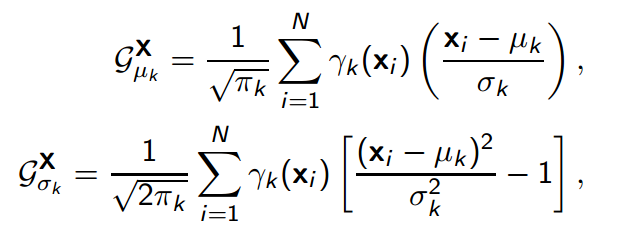 $\mathcal{G}^{\mathbf{X}}_{\mu_k} = \frac{1}{\sqrt{\pi_k}} \sum_{i=1}^{N} \gamma_k(\mathbf{x}_i) \left( \frac{\mathbf{x}_i - \mu_k}{\sigma_k} \right),$
$\mathcal{G}^{\mathbf{X}}_{\sigma_k} = \frac{1}{\sqrt{2\pi_k}} \sum_{i=1}^{N} \gamma_k(\mathbf{x}_i) \left[ \frac{(\mathbf{x}_i - \mu_k)^2}{\sigma_k^2} - 1 \right],$